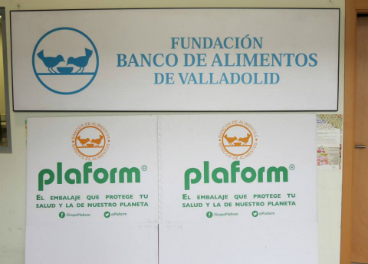 FUNDACIÓN
BANCO DE ALIMENTOS
DE VALLADOLID
plaform©
EL EMBALAJE QUE PROTEGE TU
SALUD Y LA DE NUESTRO PLANETA
plaform©
EL EMBALAJE QUE PROTEGE TU
SALUD Y LA DE NUESTRO PLANETA